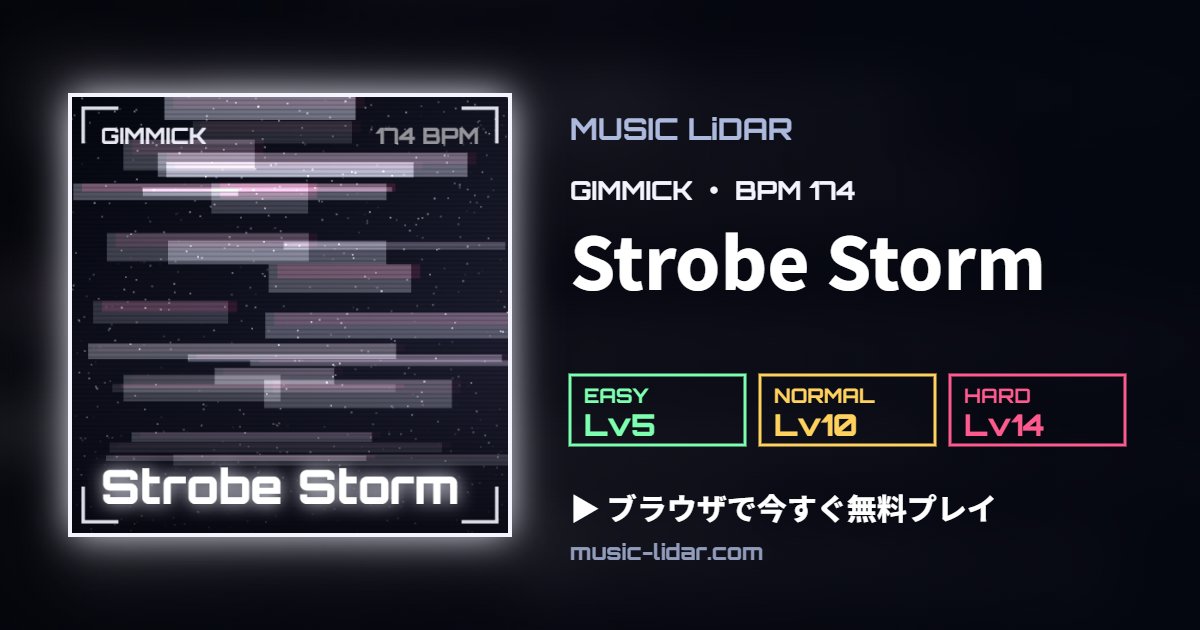 GIMMICK
174 BPM
Strobe Storm
MUSIC LiDAR
GIMMICK • BPM 174
Strobe Storm
EASY
Lv5
NORMAL
Lv10
HARD
Lv14
▶ ブラウザで今すぐ無料プレイ
music-lidar.com